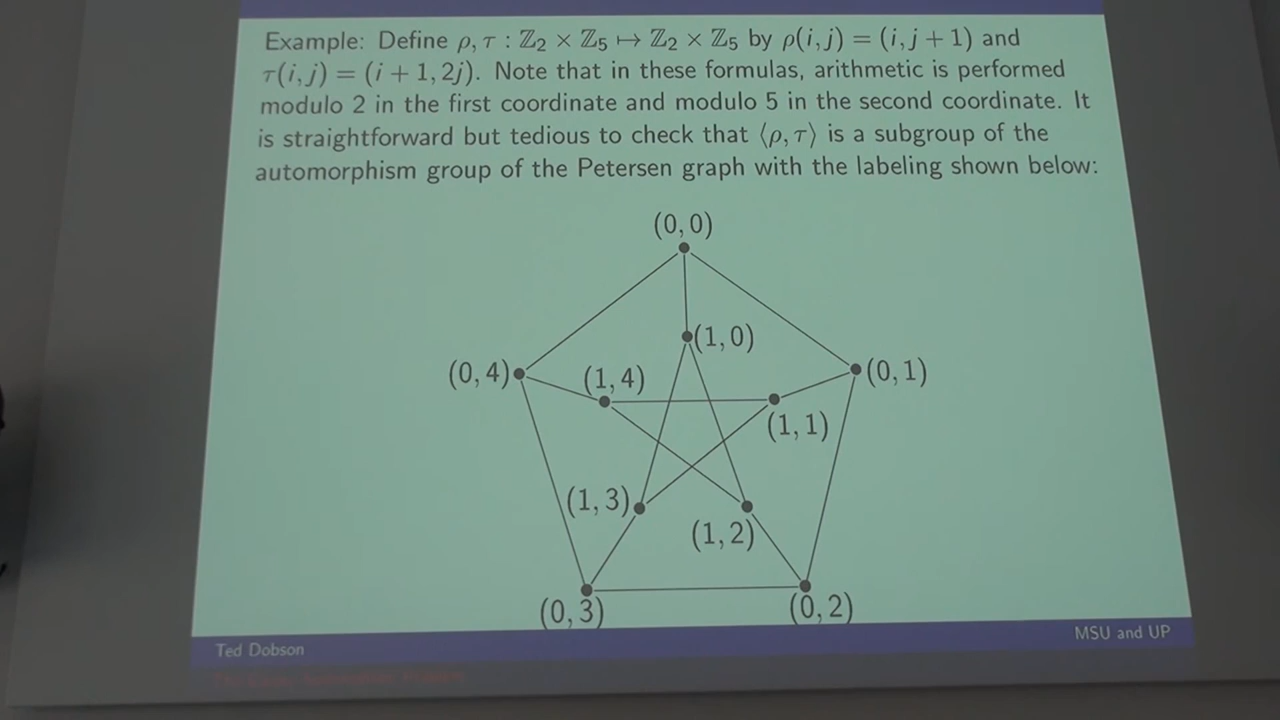 Example: Define ρ, τ : ℤ₂ × ℤ₅ ↦ ℤ₂ × ℤ₅ by ρ(i, j) = (i, j + 1) and
τ(i, j) = (i + 1, 2j). Note that in these formulas, arithmetic is performed
modulo 2 in the first coordinate and modulo 5 in the second coordinate. It
is straightforward but tedious to check that ⟨ρ, τ⟩ is a subgroup of the
automorphism group of the Petersen graph with the labeling shown below:
(0, 0)
(1, 0)
(0, 4)
(1, 4)
(0, 1)
(1, 1)
(1, 3)
(1, 2)
(0, 3)
(0, 2)
Ted Dobson
MSU and UP